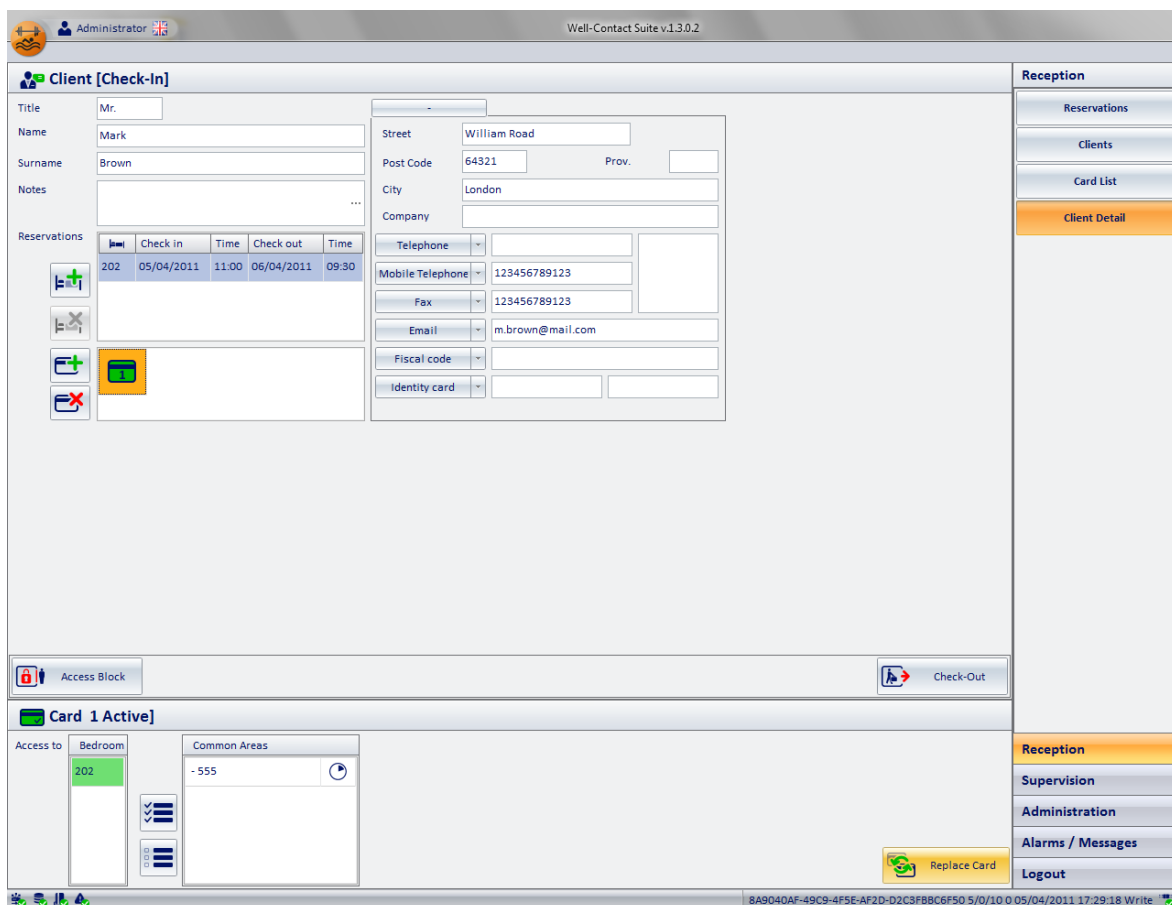 Administrator
Well-Contact Suite v.1.3.0.2
Client [Check-In]
Title
Mr.
-
Name
Mark
Surname
Brown
Notes
...
Street
William Road
Post Code
64321
Prov.
City
London
Company
Reservations
Check in
Time
Check out
Time
202
05/04/2011
11:00
06/04/2011
09:30
1
Telephone
Mobile Telephone
123456789123
Fax
123456789123
Email
m.brown@mail.com
Fiscal code
Identity card
Access Block
Check-Out
Card 1 Active]
Access to
Bedroom
202
Common Areas
- 555
Replace Card
Reception
Reservations
Clients
Card List
Client Detail
Reception
Supervision
Administration
Alarms / Messages
Logout
8A9040AF-49C9-4F5E-AF2D-D2C3FBBC6F50 5/0/10 0 05/04/2011 17:29:18 Write